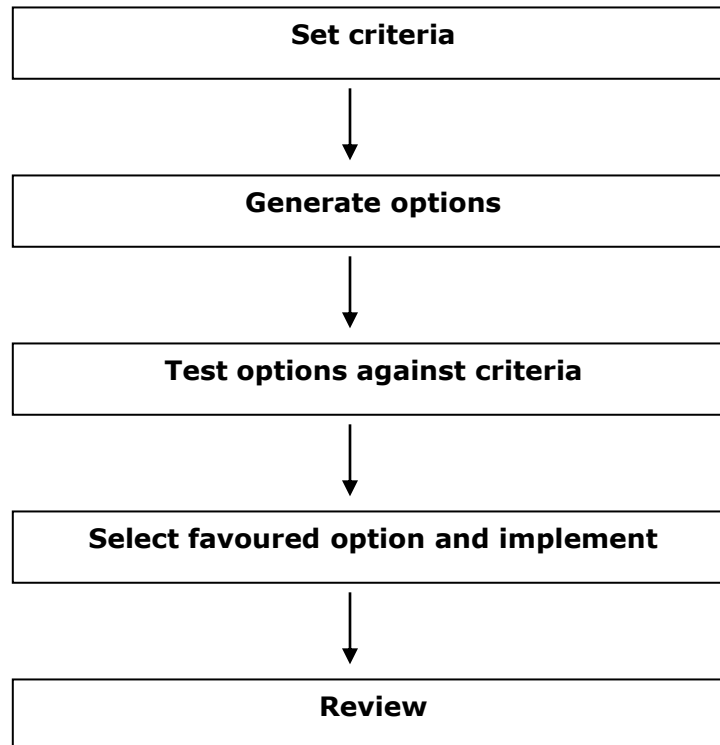 Set criteria
Generate options
Test options against criteria
Select favoured option and implement
Review